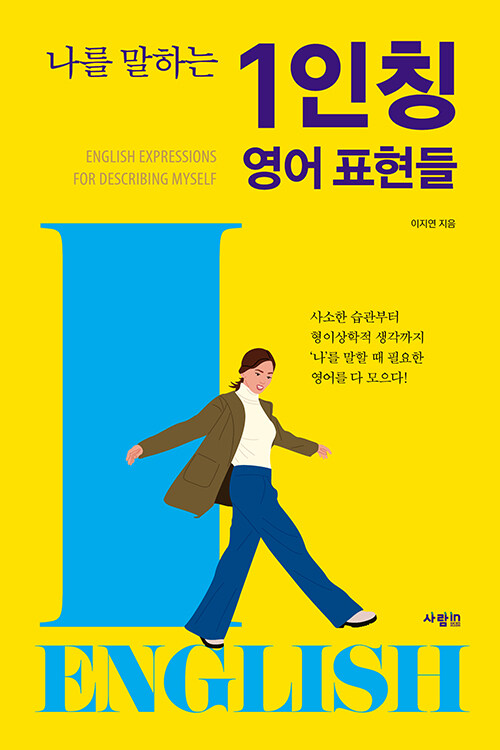 나를 말하는
1인칭
영어 표현들
ENGLISH EXPRESSIONS
FOR DESCRIBING MYSELF
이지연 지음
I
사소한 습관부터
형이상학적 생각까지
‘나’를 말할 때 필요한
영어를 다 모으다!
사람in
ENGLISH